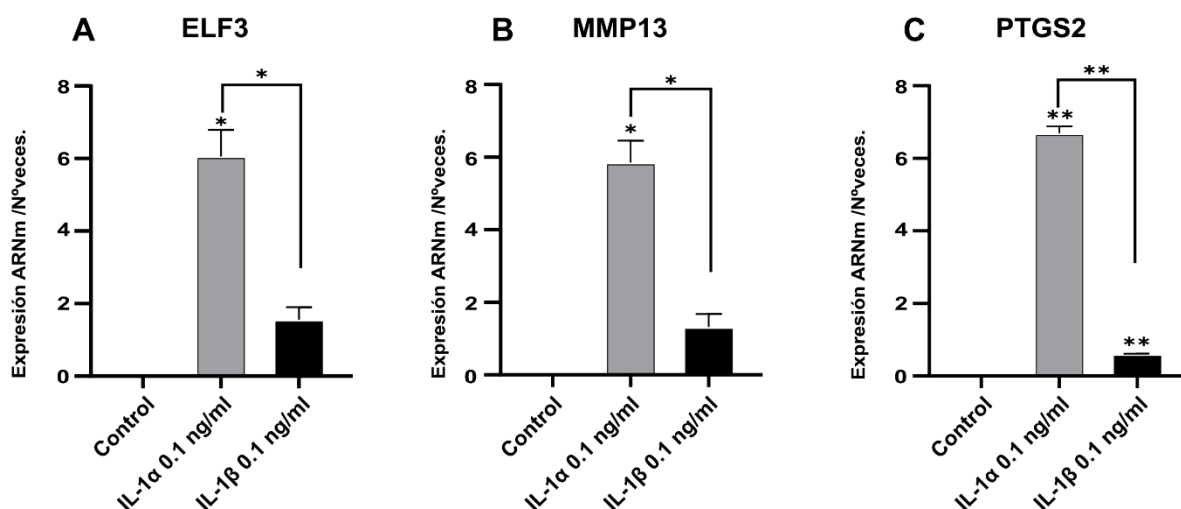 A ELF3
Expresión ARNm /Nºveces.
8
6
4
2
0
*
*
Control
IL-1α 0.1 ng/ml
IL-1β 0.1 ng/ml
B MMP13
Expresión ARNm /Nºveces.
8
6
4
2
0
*
*
Control
IL-1α 0.1 ng/ml
IL-1β 0.1 ng/ml
C PTGS2
Expresión ARNm /Nºveces.
8
6
4
2
0
**
**
**
Control
IL-1α 0.1 ng/ml
IL-1β 0.1 ng/ml